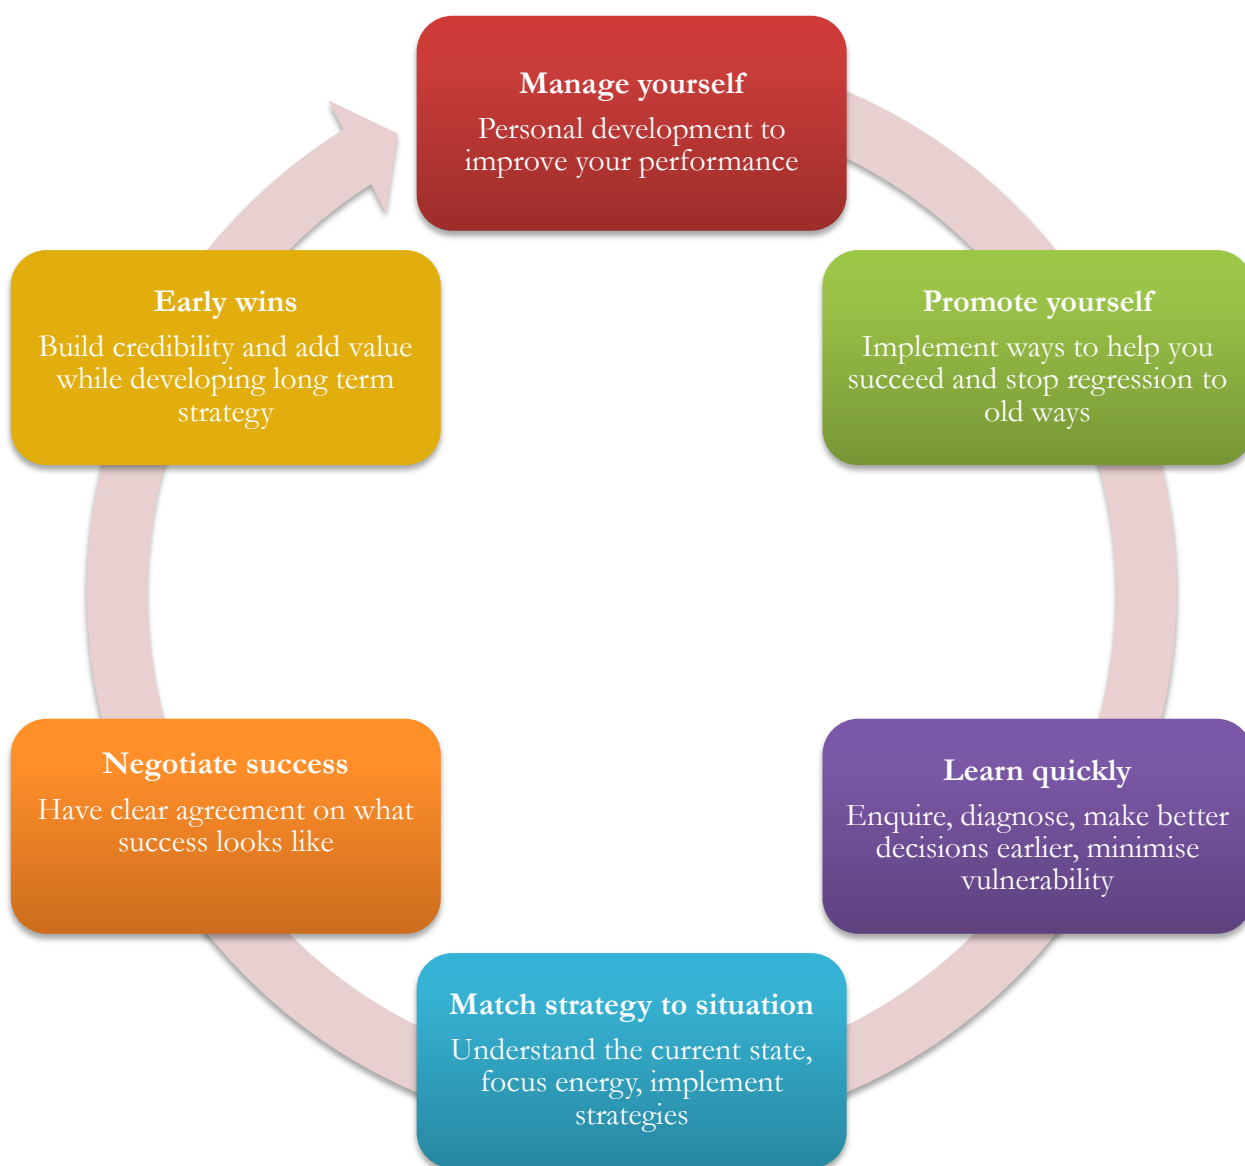 Manage yourself
Personal development to
improve your performance
Promote yourself
Implement ways to help you
succeed and stop regression to
old ways
Learn quickly
Enquire, diagnose, make better
decisions earlier, minimise
vulnerability
Match strategy to situation
Understand the current state,
focus energy, implement
strategies
Negotiate success
Have clear agreement on what
success looks like
Early wins
Build credibility and add value
while developing long term
strategy